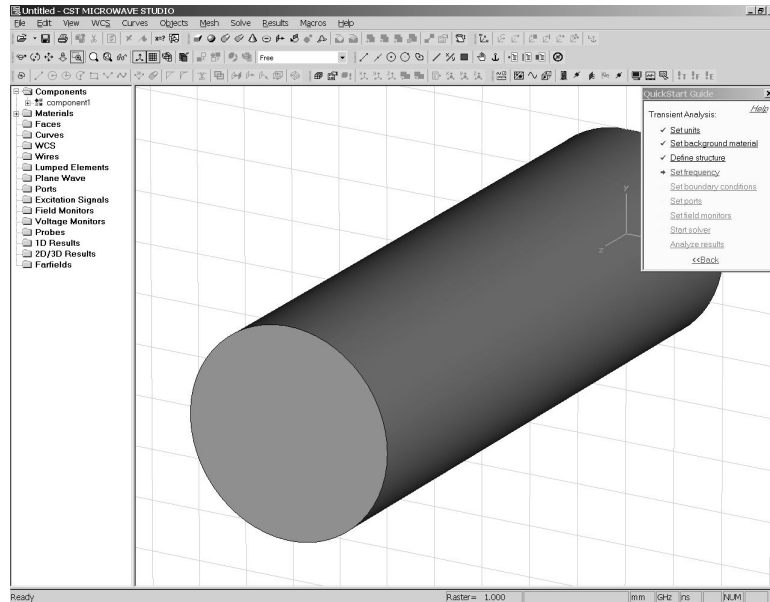 Untitled - CST MICROWAVE STUDIO
File Edit View WCS Curves Objects Mesh Solve Results Macros Help
Free
Components
component1
Materials
Faces
Curves
WCS
Wires
Lumped Elements
Plane Wave
Ports
Excitation Signals
Field Monitors
Voltage Monitors
Probes
1D Results
2D/3D Results
Farfields
y
z
QuickStart Guide
Help
Transient Analysis:
Set units
Set background material
Define structure
Set frequency
Set boundary conditions
Set ports
Set field monitors
Start solver
Analyze results
<<Back
Ready
Raster= 1.000
mm GHz ns NUM